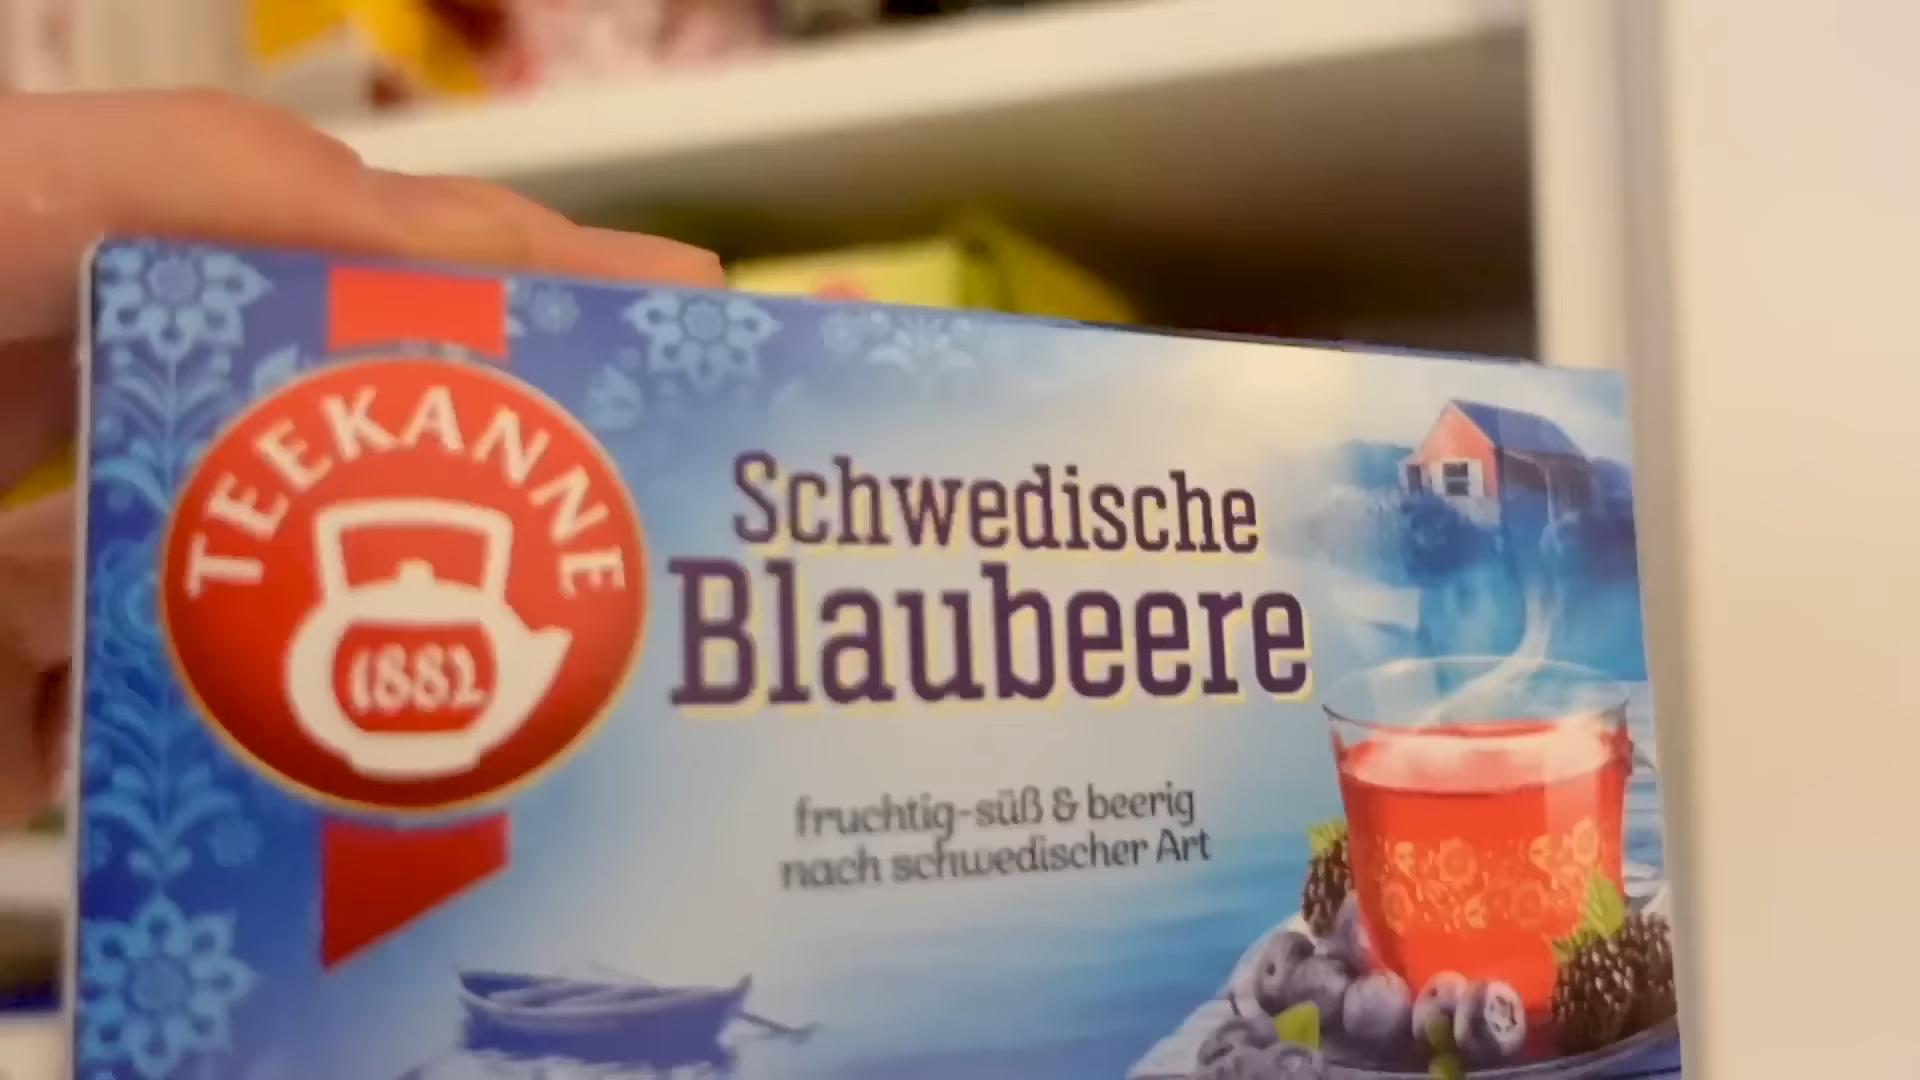 TEEKANNE
1882
Schwedische
Blaubeere
fruchtig-süß & beerig
nach schwedischer Art